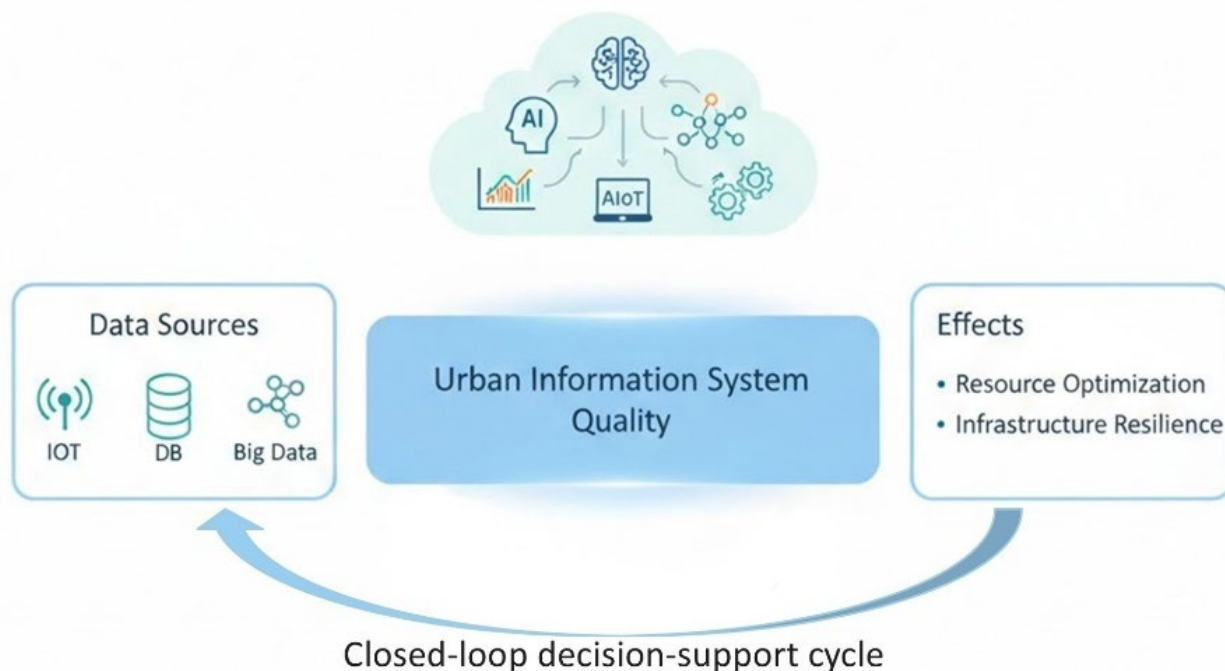 AI
AIoT
Data Sources
IOT
DB
Big Data
Urban Information System
Quality
Effects
• Resource Optimization
• Infrastructure Resilience
Closed-loop decision-support cycle